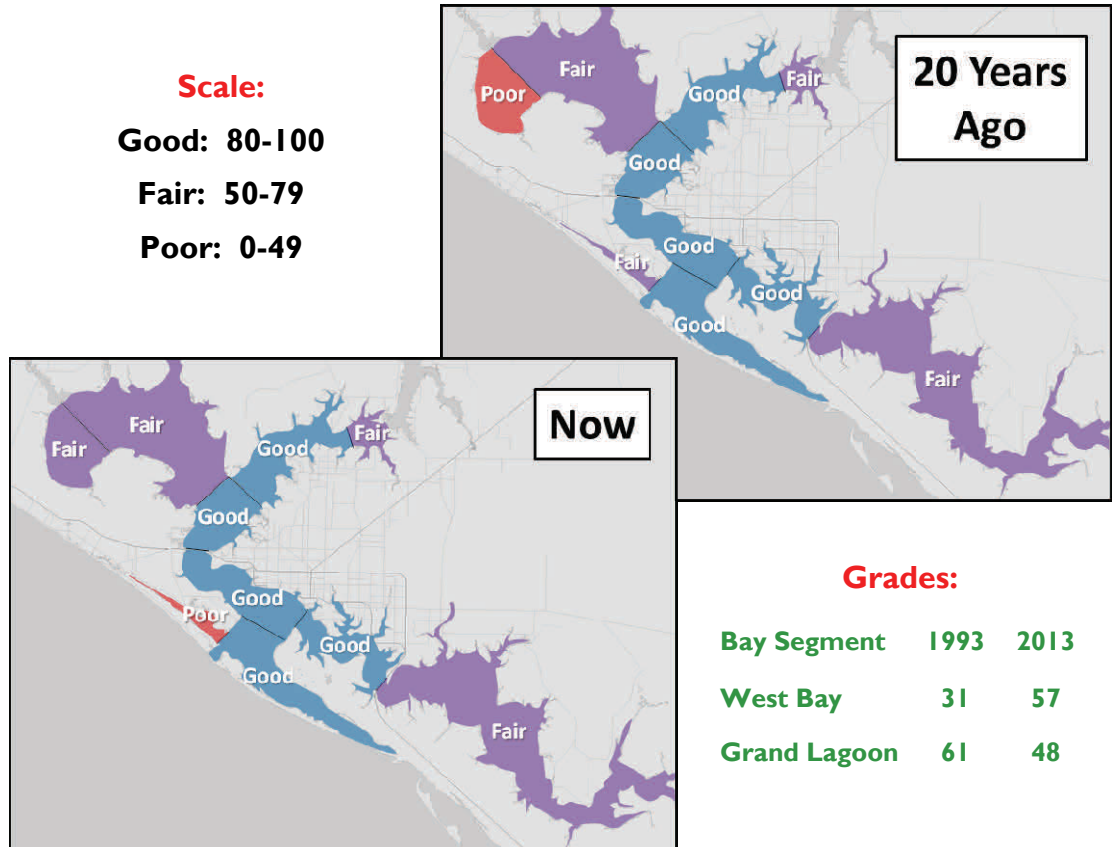 Scale:
Good: 80-100
Fair: 50-79
Poor: 0-49
20 Years
Ago
Fair
Poor
Good
Fair
Good
Good
Fair
Good
Good
Fair
Now
Fair
Fair
Good
Fair
Good
Good
Poor
Good
Good
Fair
Grades:
Bay Segment 1993 2013
West Bay 31 57
Grand Lagoon 61 48